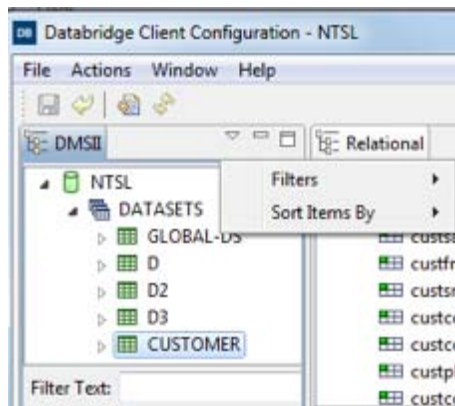 DB Databridge Client Configuration - NTSL
File Actions Window Help
DMSII Relational
NTSL
Filters
DATASETS
Sort Items By
GLOBAL-DS
D
D2
D3
CUSTOMER
Filter Text:
custfr
custsr
custc
custc
custpl
custc